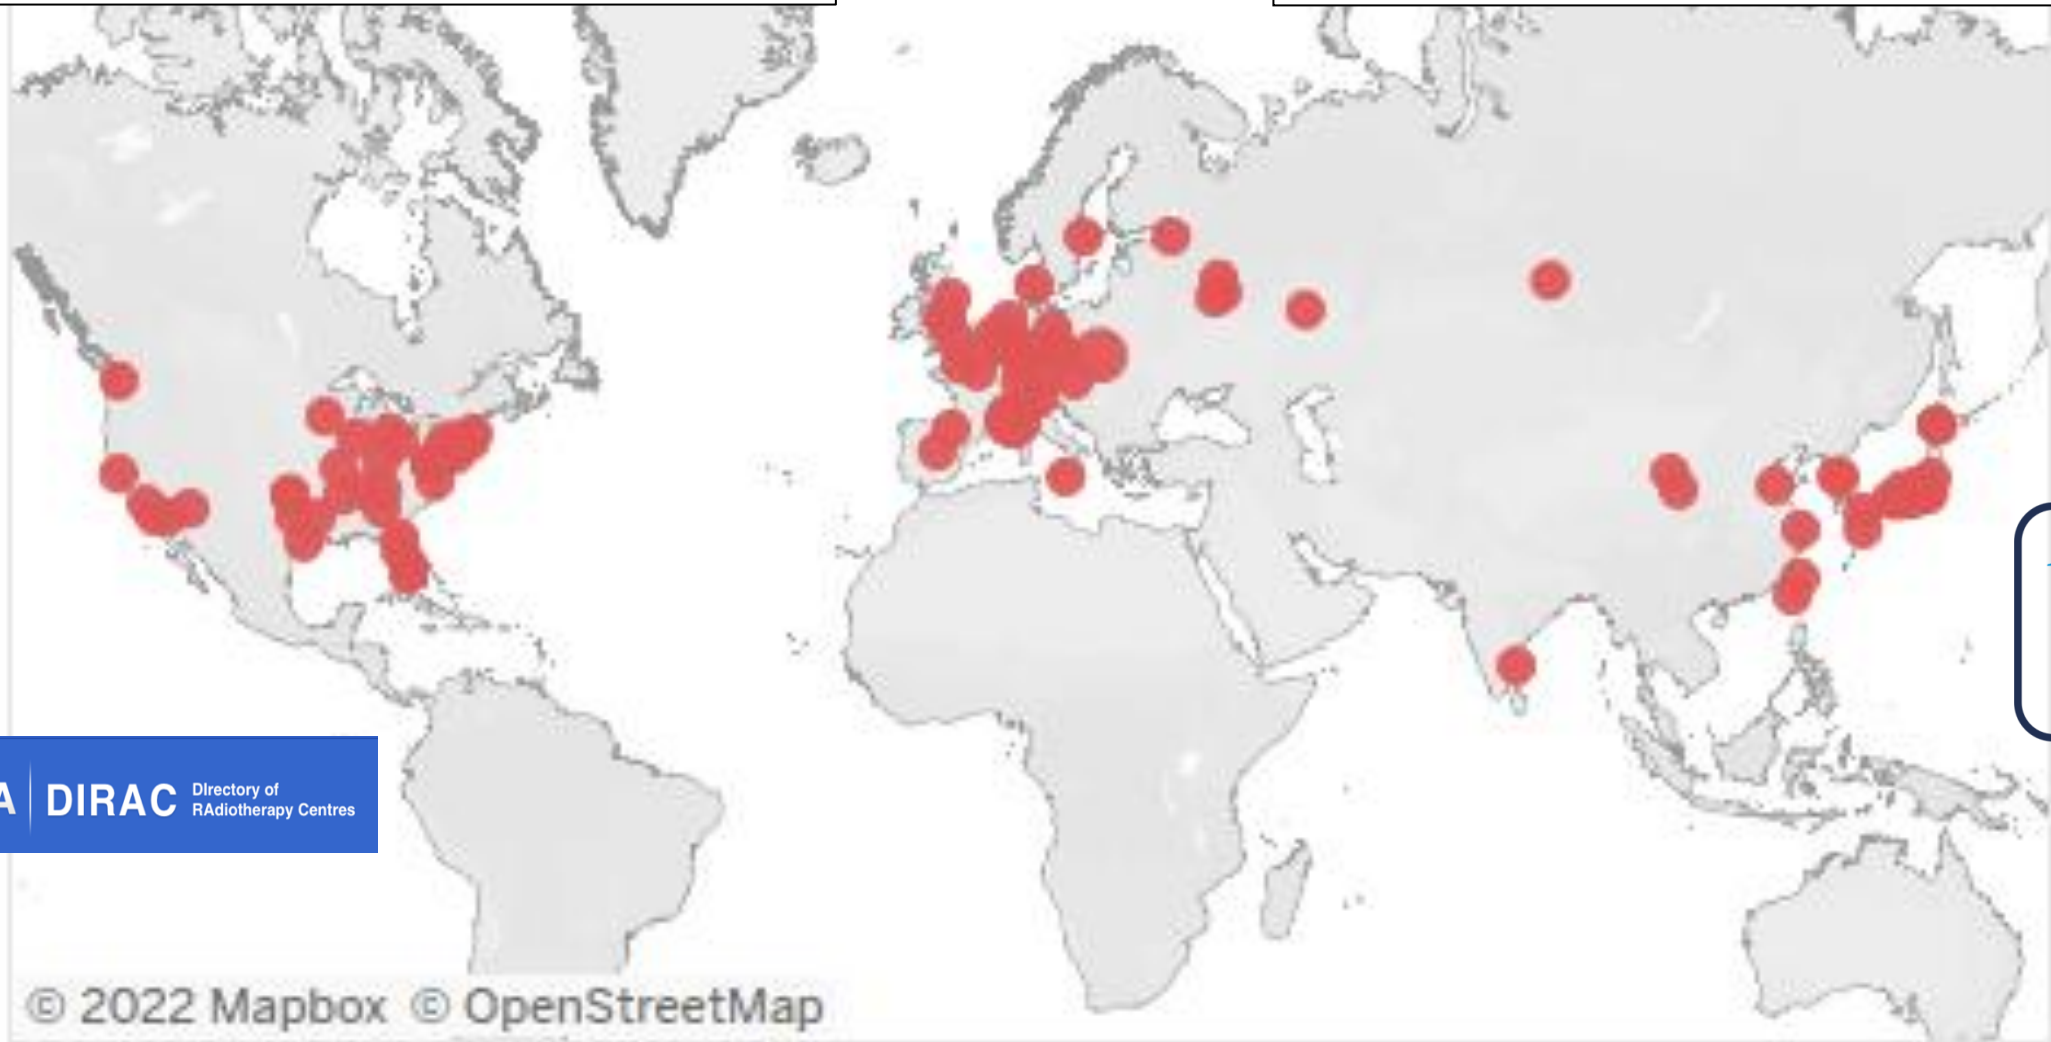 A DIRAC DIrectory of
RAdiotherapy Centres
© 2022 Mapbox © OpenStreetMap